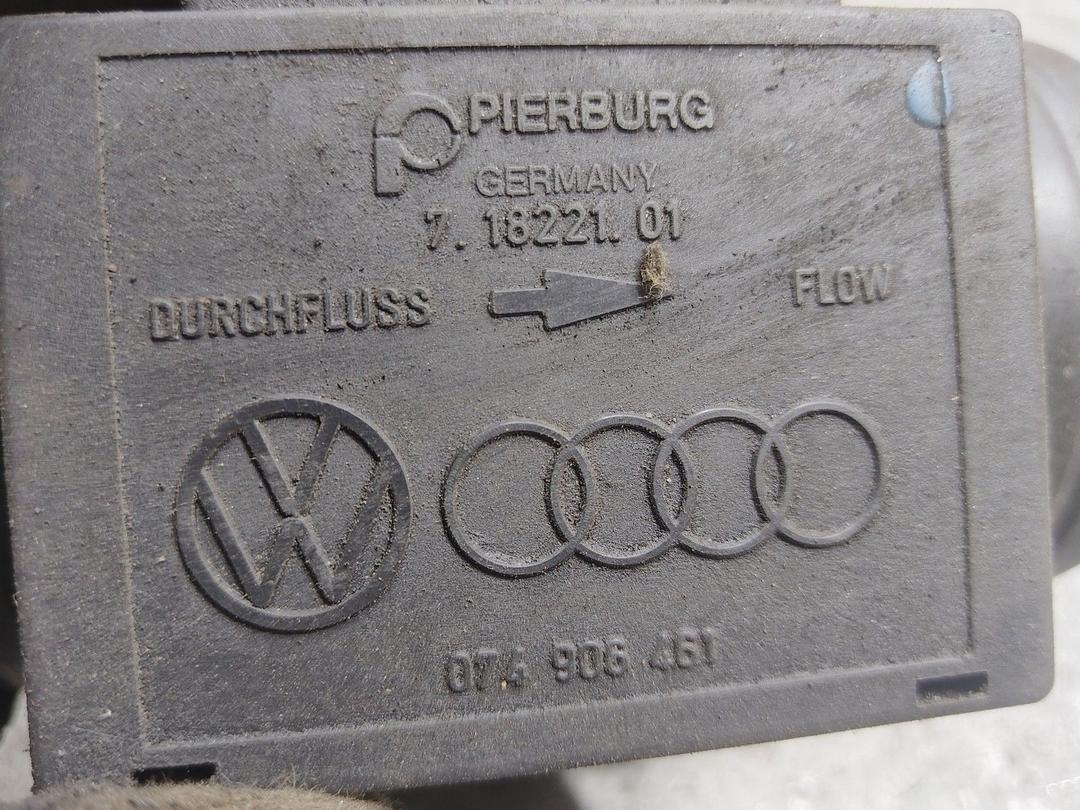 PIERBURG
GERMANY
7.18221.01
DURCHFLUSS FLOW
074 906 461